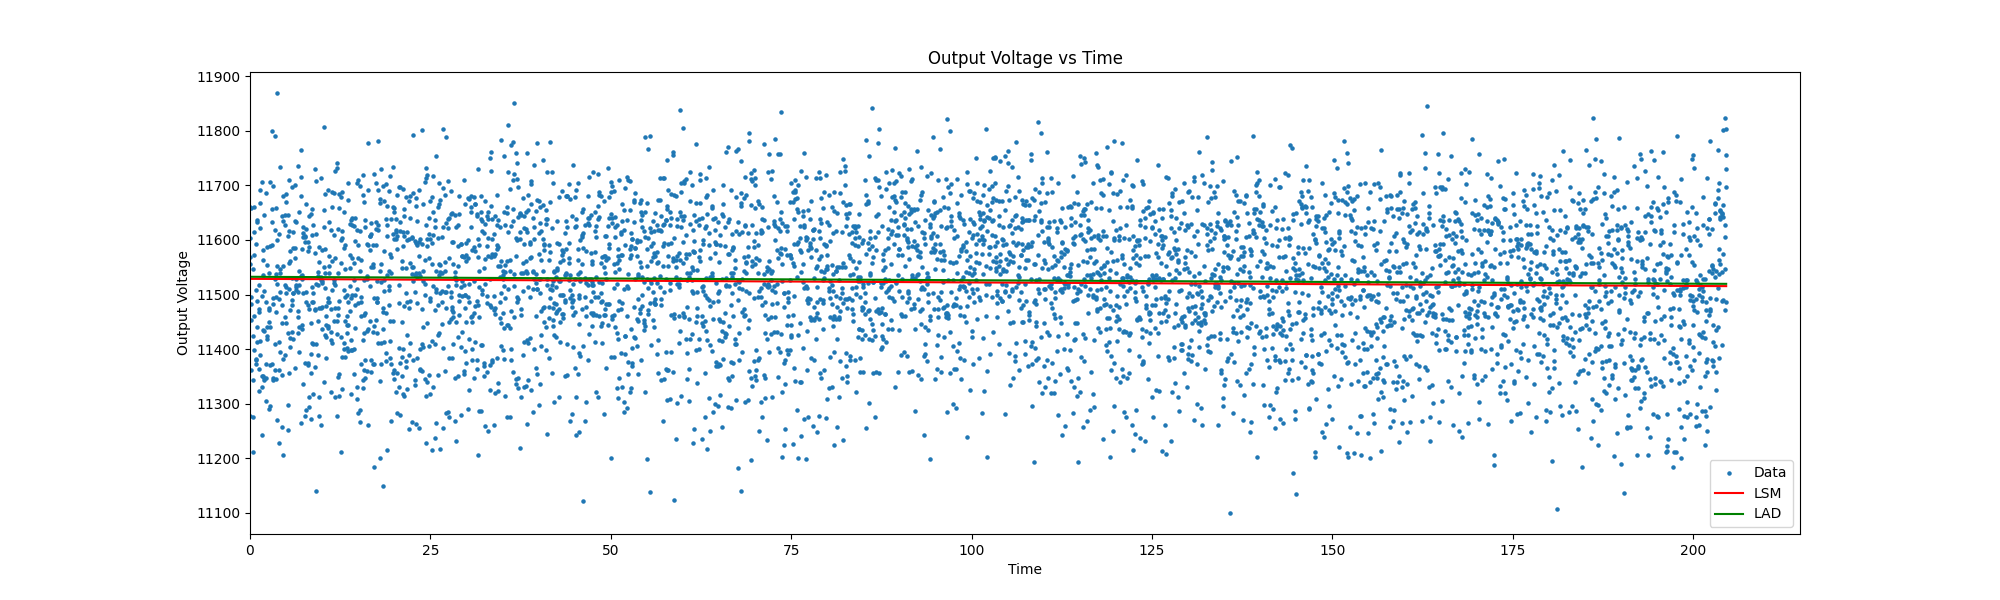 Output Voltage vs Time
Output Voltage
11900
11800
11700
11600
11500
11400
11300
11200
11100
0 25 50 75 100 125 150 175 200
Time
Data
LSM
LAD